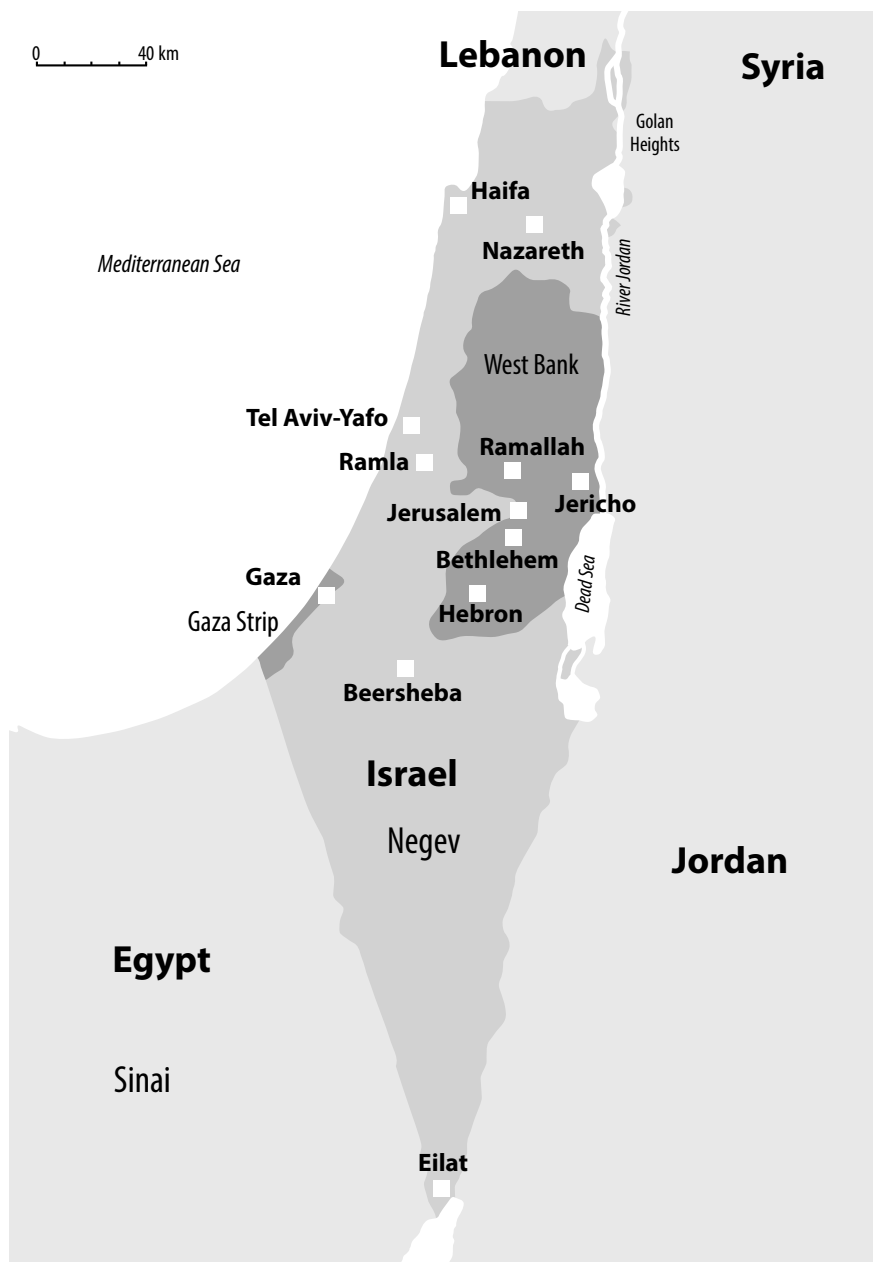 Lebanon
0 40 km
Syria
Golan
Heights
Haifa
Nazareth
Mediterranean Sea
River Jordan
West Bank
Tel Aviv-Yafo
Ramallah
Ramla
Jericho
Jerusalem
Bethlehem
Gaza
Dead Sea
Hebron
Gaza Strip
Beersheba
Israel
Negev
Jordan
Egypt
Sinai
Eilat